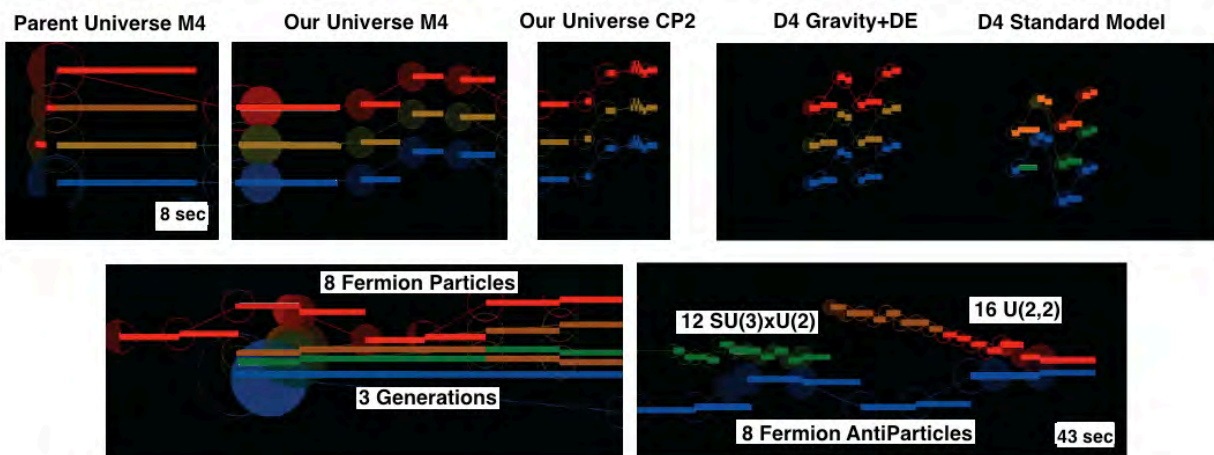 Parent Universe M4
Our Universe M4
Our Universe CP2
D4 Gravity+DE
D4 Standard Model
8 sec
8 Fermion Particles
3 Generations
12 SU(3)xU(2)
16 U(2,2)
8 Fermion AntiParticles
43 sec